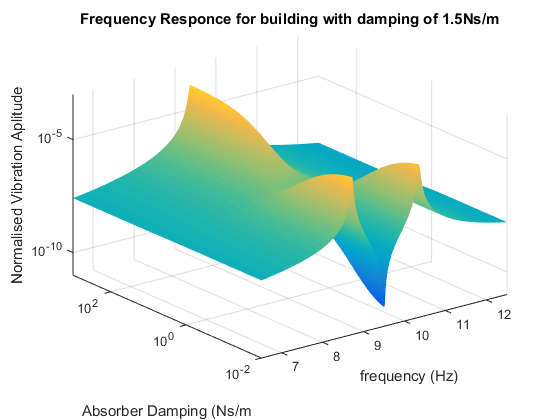 Frequency Responce for building with damping of 1.5Ns/m
Normalised Vibration Aplitude
10^-5
10^-10
10^2
10^0
10^-2
7
8
9
10
11
12
frequency (Hz)
Absorber Damping (Ns/m